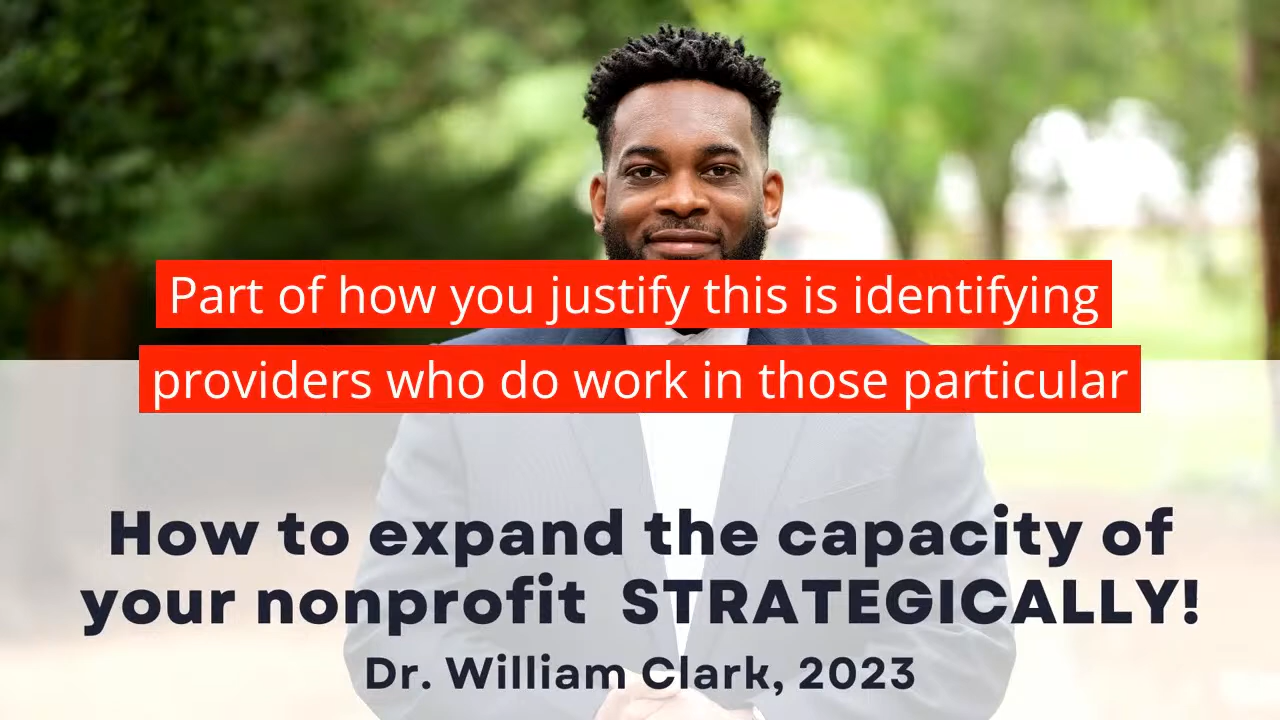 Part of how you justify this is identifying
providers who do work in those particular
How to expand the capacity of
your nonprofit STRATEGICALLY!
Dr. William Clark, 2023